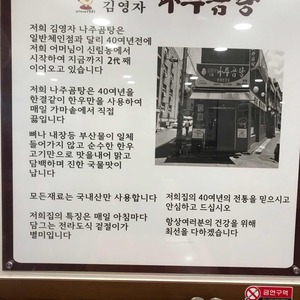 김영자 나주곰탕
저희 김영자 나주곰탕은
일반체인점과 달리 40여년전에
저희 어머님이 신림동에서
시작하여 지금까지 2代 째
이어오고 있습니다
저희 나주곰탕은 40여년을
한결같이 한우만을 사용하여
매일 가마솥에서 직접
끓입니다
뼈나 내장등 부산물이 일체
들어가지 않고 순수한 한우
고기만으로 맛을내어 맑고
담백하며 진한 국물맛이
납니다
모든재료는 국내산만 사용합니다
저희집의 특징은 매일 아침마다
담그는 전라도식 겉절이가
별미입니다
저희집의 40여년의 전통을 믿으시고
안심하고 드십시오
항상여러분의 건강을 위해
최선을 다하겠습니다
금연구역